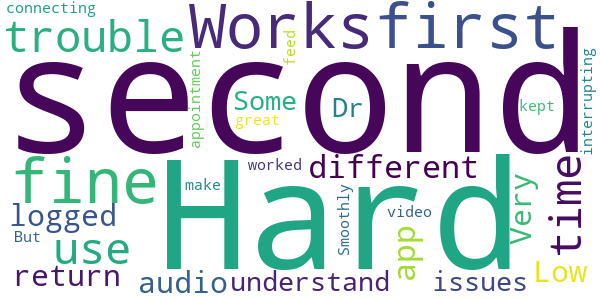 connecting
trouble
Works
first
feed
second
appointment
Some
great
Dr
kept
interrupting
fine
Hard
worked
different
time
make
Smoothly
video
Very
logged
But
use
app
return
audio
understand
issues
Low